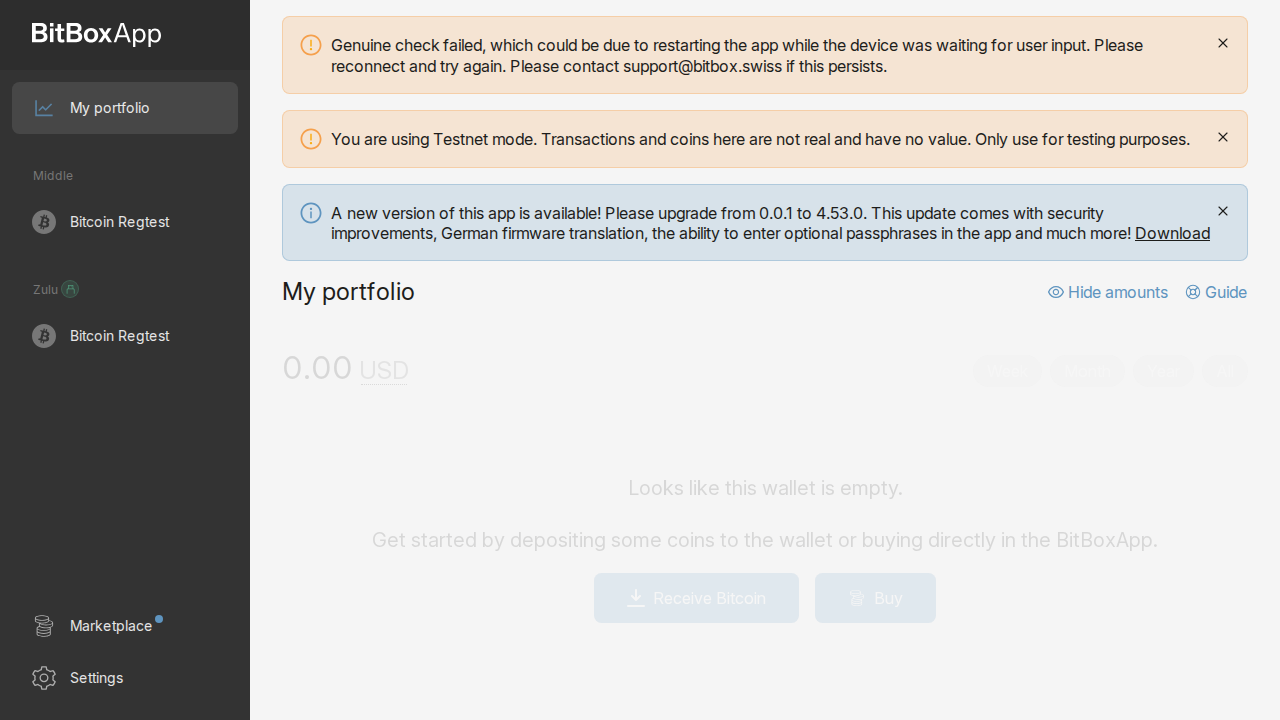 BitBoxApp
My portfolio
Middle
Bitcoin Regtest
Zulu
Bitcoin Regtest
Marketplace
Settings
Genuine check failed, which could be due to restarting the app while the device was waiting for user input. Please
reconnect and try again. Please contact support@bitbox.swiss if this persists.
You are using Testnet mode. Transactions and coins here are not real and have no value. Only use for testing purposes.
A new version of this app is available! Please upgrade from 0.0.1 to 4.53.0. This update comes with security
improvements, German firmware translation, the ability to enter optional passphrases in the app and much more! Download
My portfolio
Hide amounts
Guide
0.00 USD
Week
Month
Year
All
Looks like this wallet is empty.
Get started by depositing some coins to the wallet or buying directly in the BitBoxApp.
Receive Bitcoin
Buy